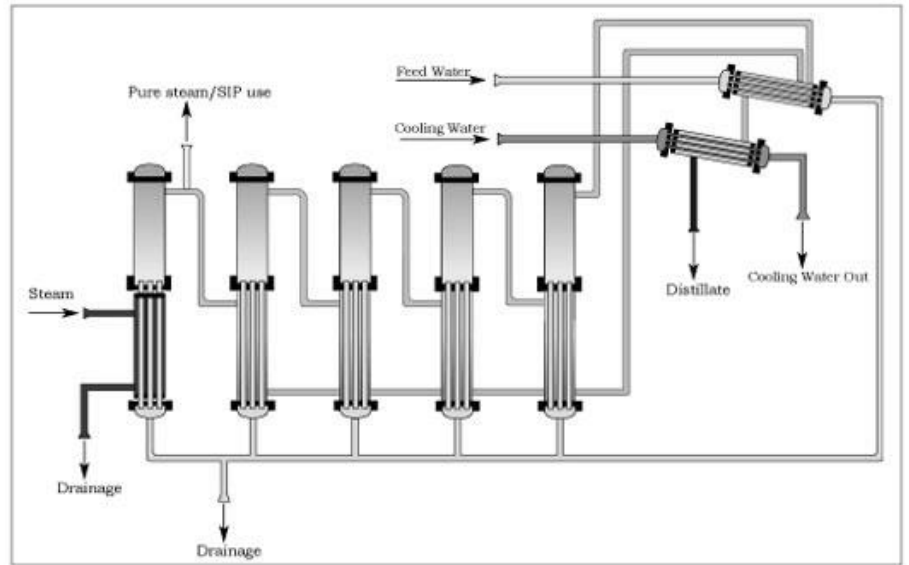 Feed Water
Pure steam/SIP use
Cooling Water
Cooling Water Out
Distillate
Steam
Drainage
Drainage